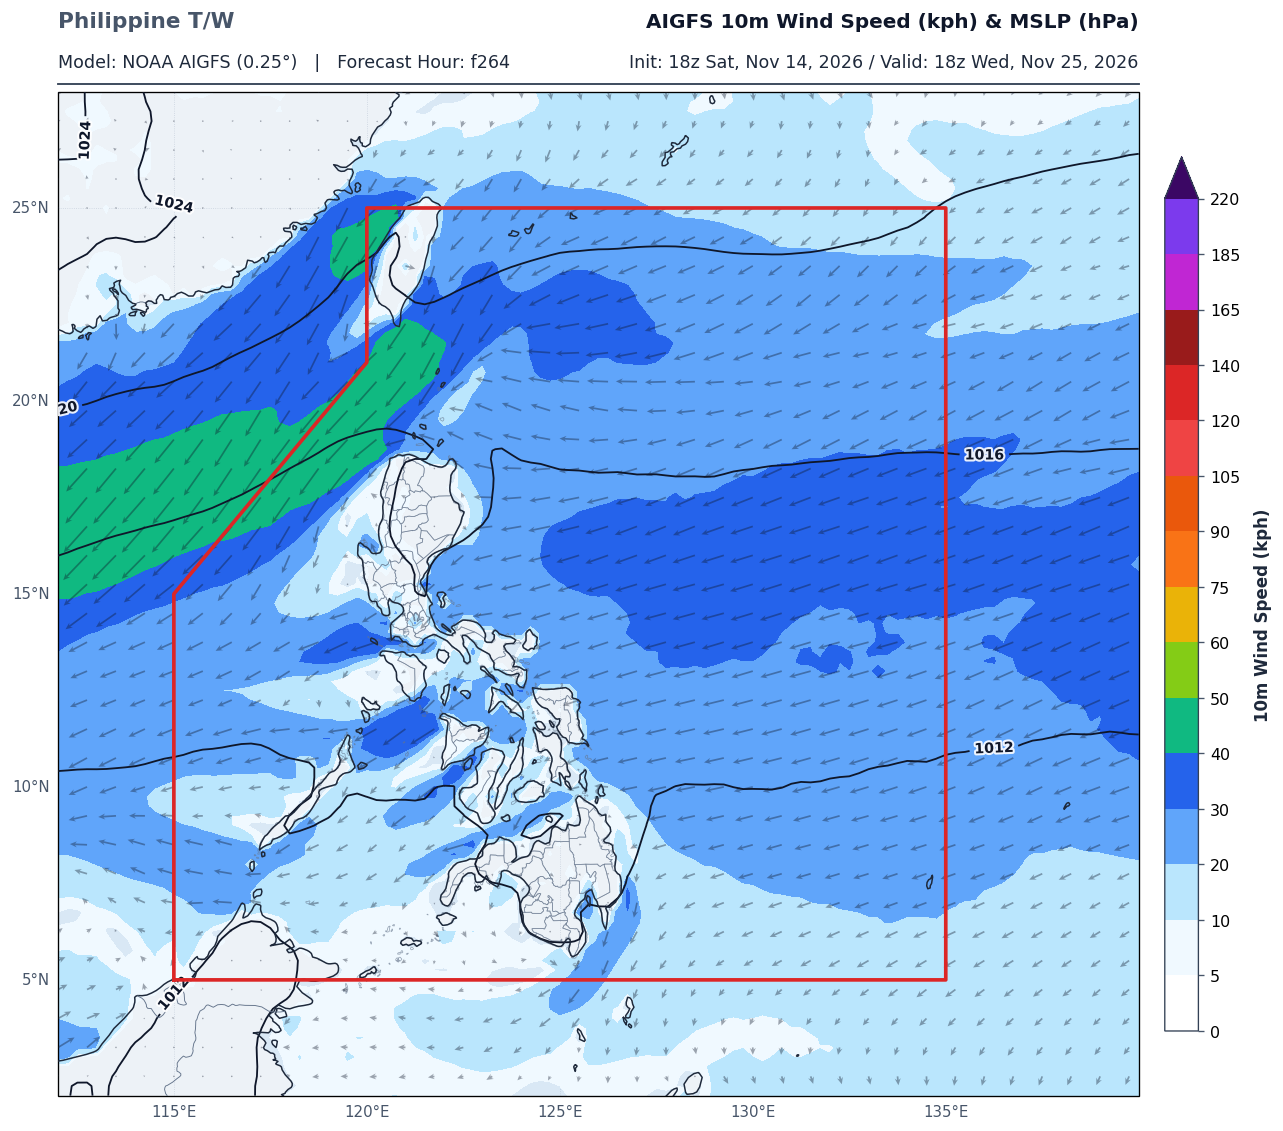 Philippine T/W
AIGFS 10m Wind Speed (kph) & MSLP (hPa)
Model: NOAA AIGFS (0.25°) | Forecast Hour: f264
Init: 18z Sat, Nov 14, 2026 / Valid: 18z Wed, Nov 25, 2026
1024
1024
20
1016
1012
1012
25°N
20°N
15°N
10°N
5°N
115°E
120°E
125°E
130°E
135°E
220
185
165
140
120
105
90
75
60
50
40
30
20
10
5
0
10m Wind Speed (kph)